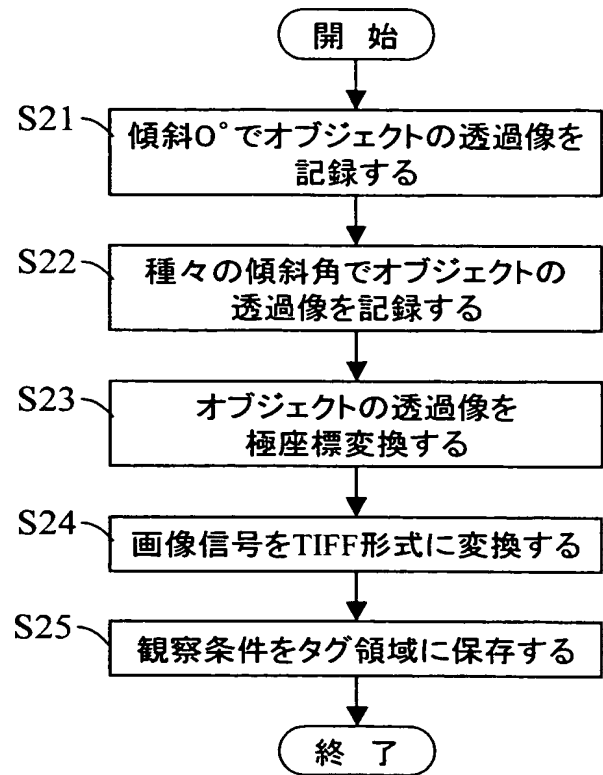 開 始
S21
傾斜0°でオブジェクトの透過像を
記録する
S22
種々の傾斜角でオブジェクトの
透過像を記録する
S23
オブジェクトの透過像を
極座標変換する
S24
画像信号をTIFF形式に変換する
S25
観察条件をタグ領域に保存する
終 了